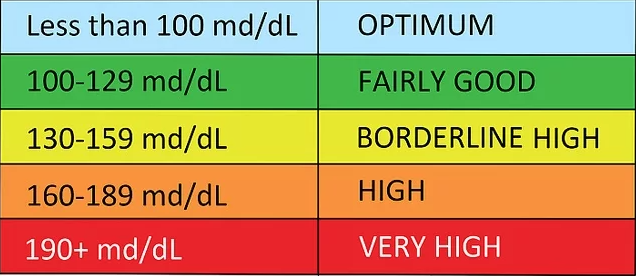 Less than 100 md/dL OPTIMUM
100-129 md/dL FAIRLY GOOD
130-159 md/dL BORDERLINE HIGH
160-189 md/dL HIGH
190+ md/dL VERY HIGH